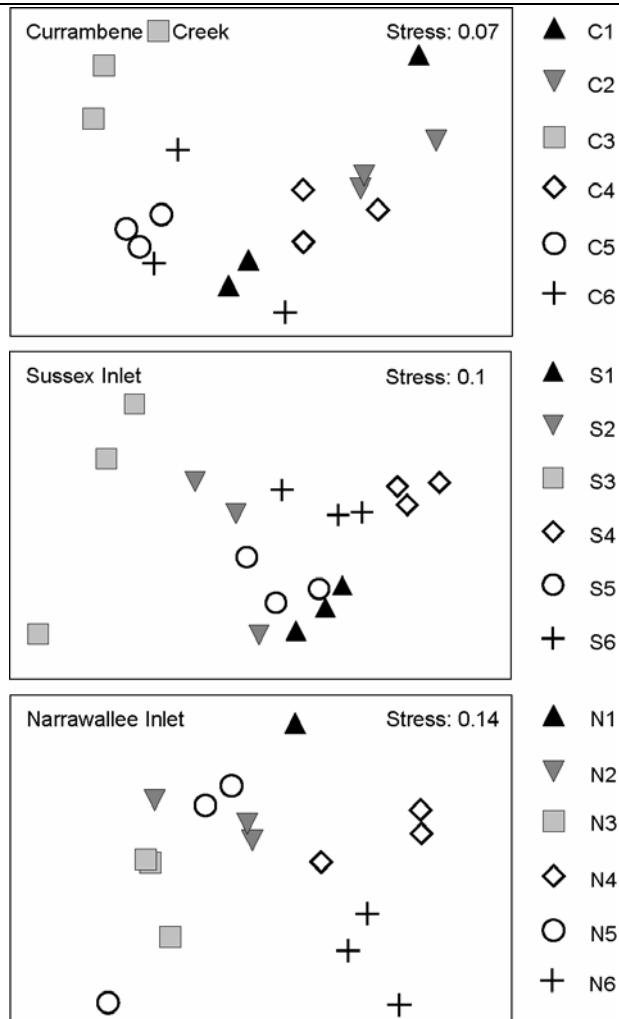 Currambene Creek Stress: 0.07
C1
C2
C3
C4
C5
C6
Sussex Inlet Stress: 0.1
S1
S2
S3
S4
S5
S6
Narrawallee Inlet Stress: 0.14
N1
N2
N3
N4
N5
N6